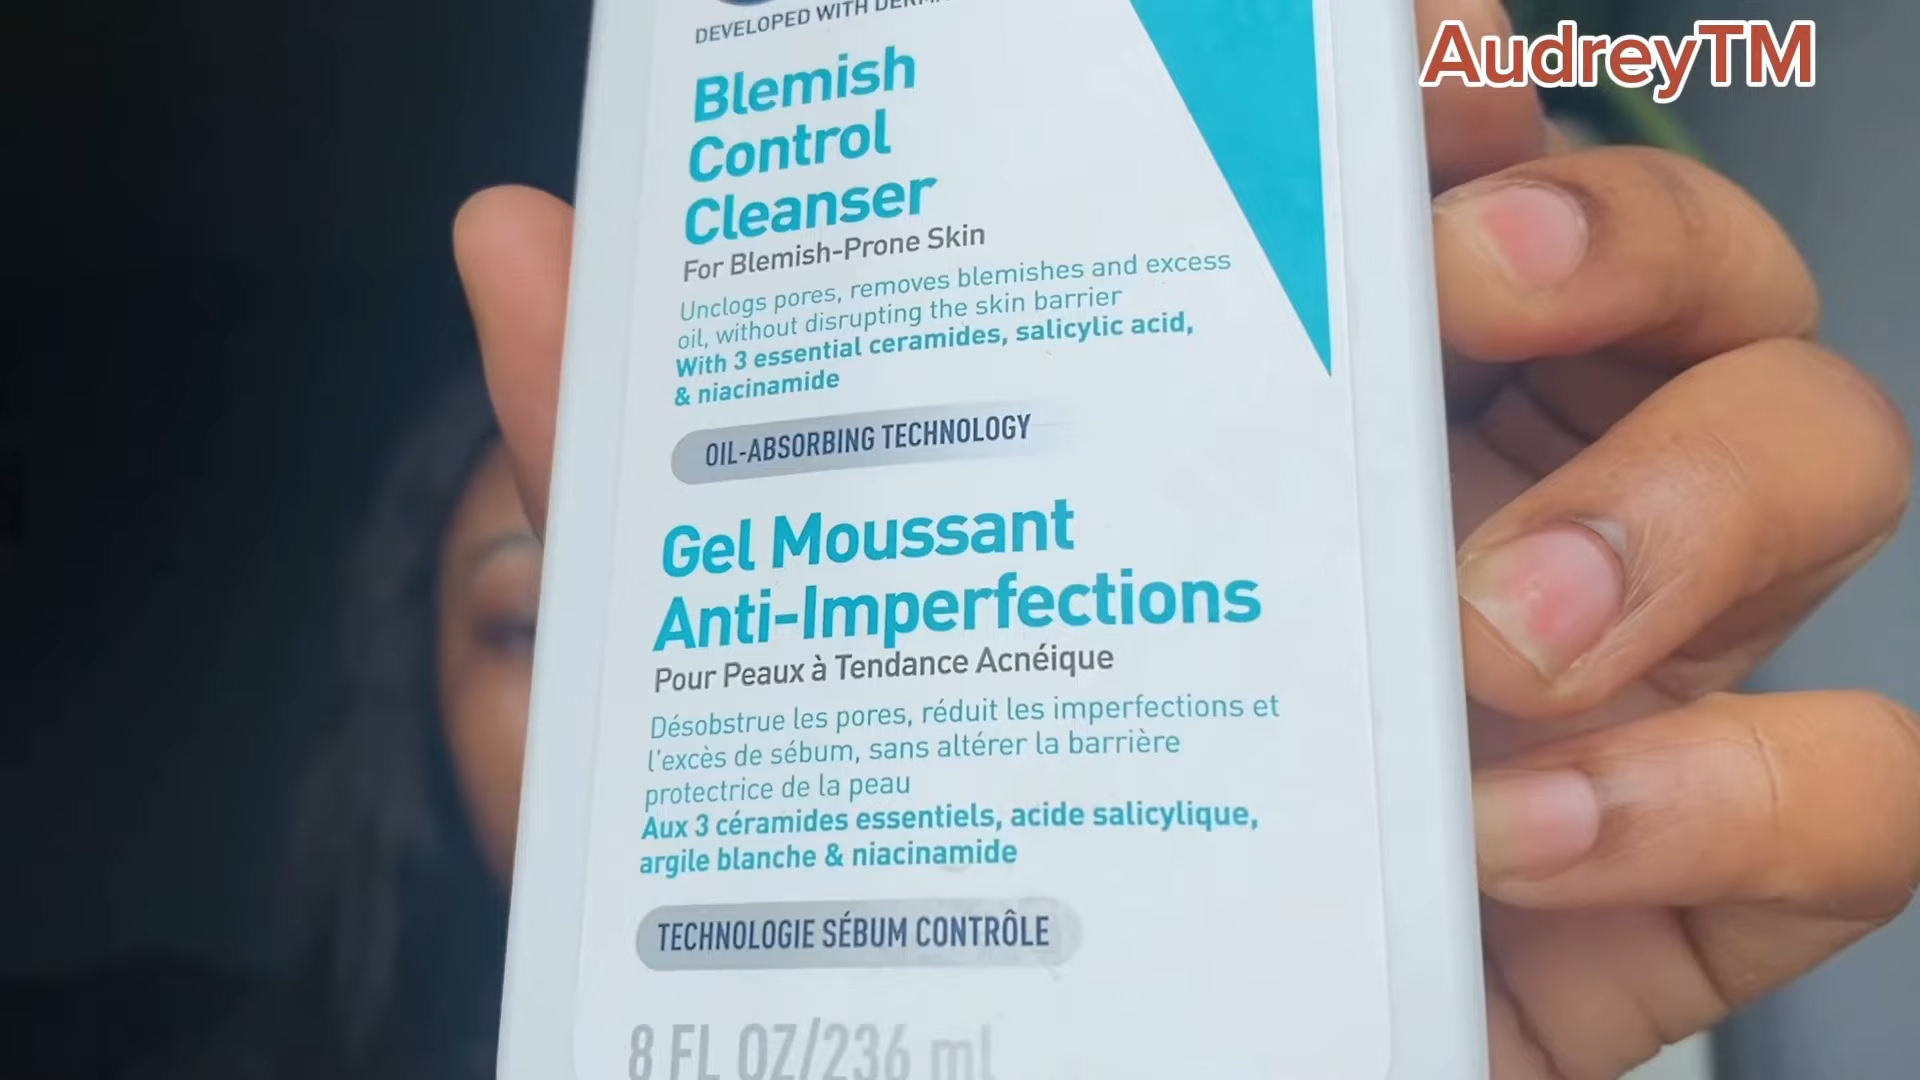 AudreyTM
DEVELOPED WITH
Blemish
Control
Cleanser
For Blemish-Prone Skin
Unclogs pores, removes blemishes and excess
oil, without disrupting the skin barrier
With 3 essential ceramides, salicylic acid,
& niacinamide
OIL-ABSORBING TECHNOLOGY
Gel Moussant
Anti-Imperfections
Pour Peaux à Tendance Acnéique
Désobstrue les pores, réduit les imperfections et
l'excès de sébum, sans altérer la barrière
protectrice de la peau
Aux 3 céramides essentiels, acide salicylique,
argile blanche & niacinamide
TECHNOLOGIE SÉBUM CONTRÔLE
8 FL OZ/236 ml